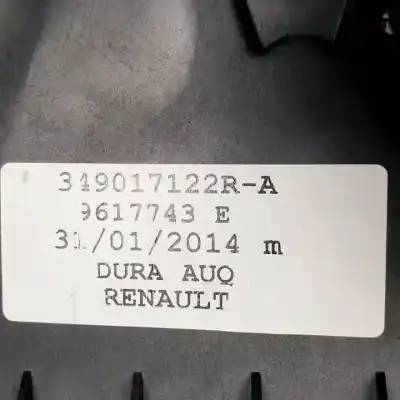 349017122R-A
9617743 E
31/01/2014 m
DURA AUQ
RENAULT